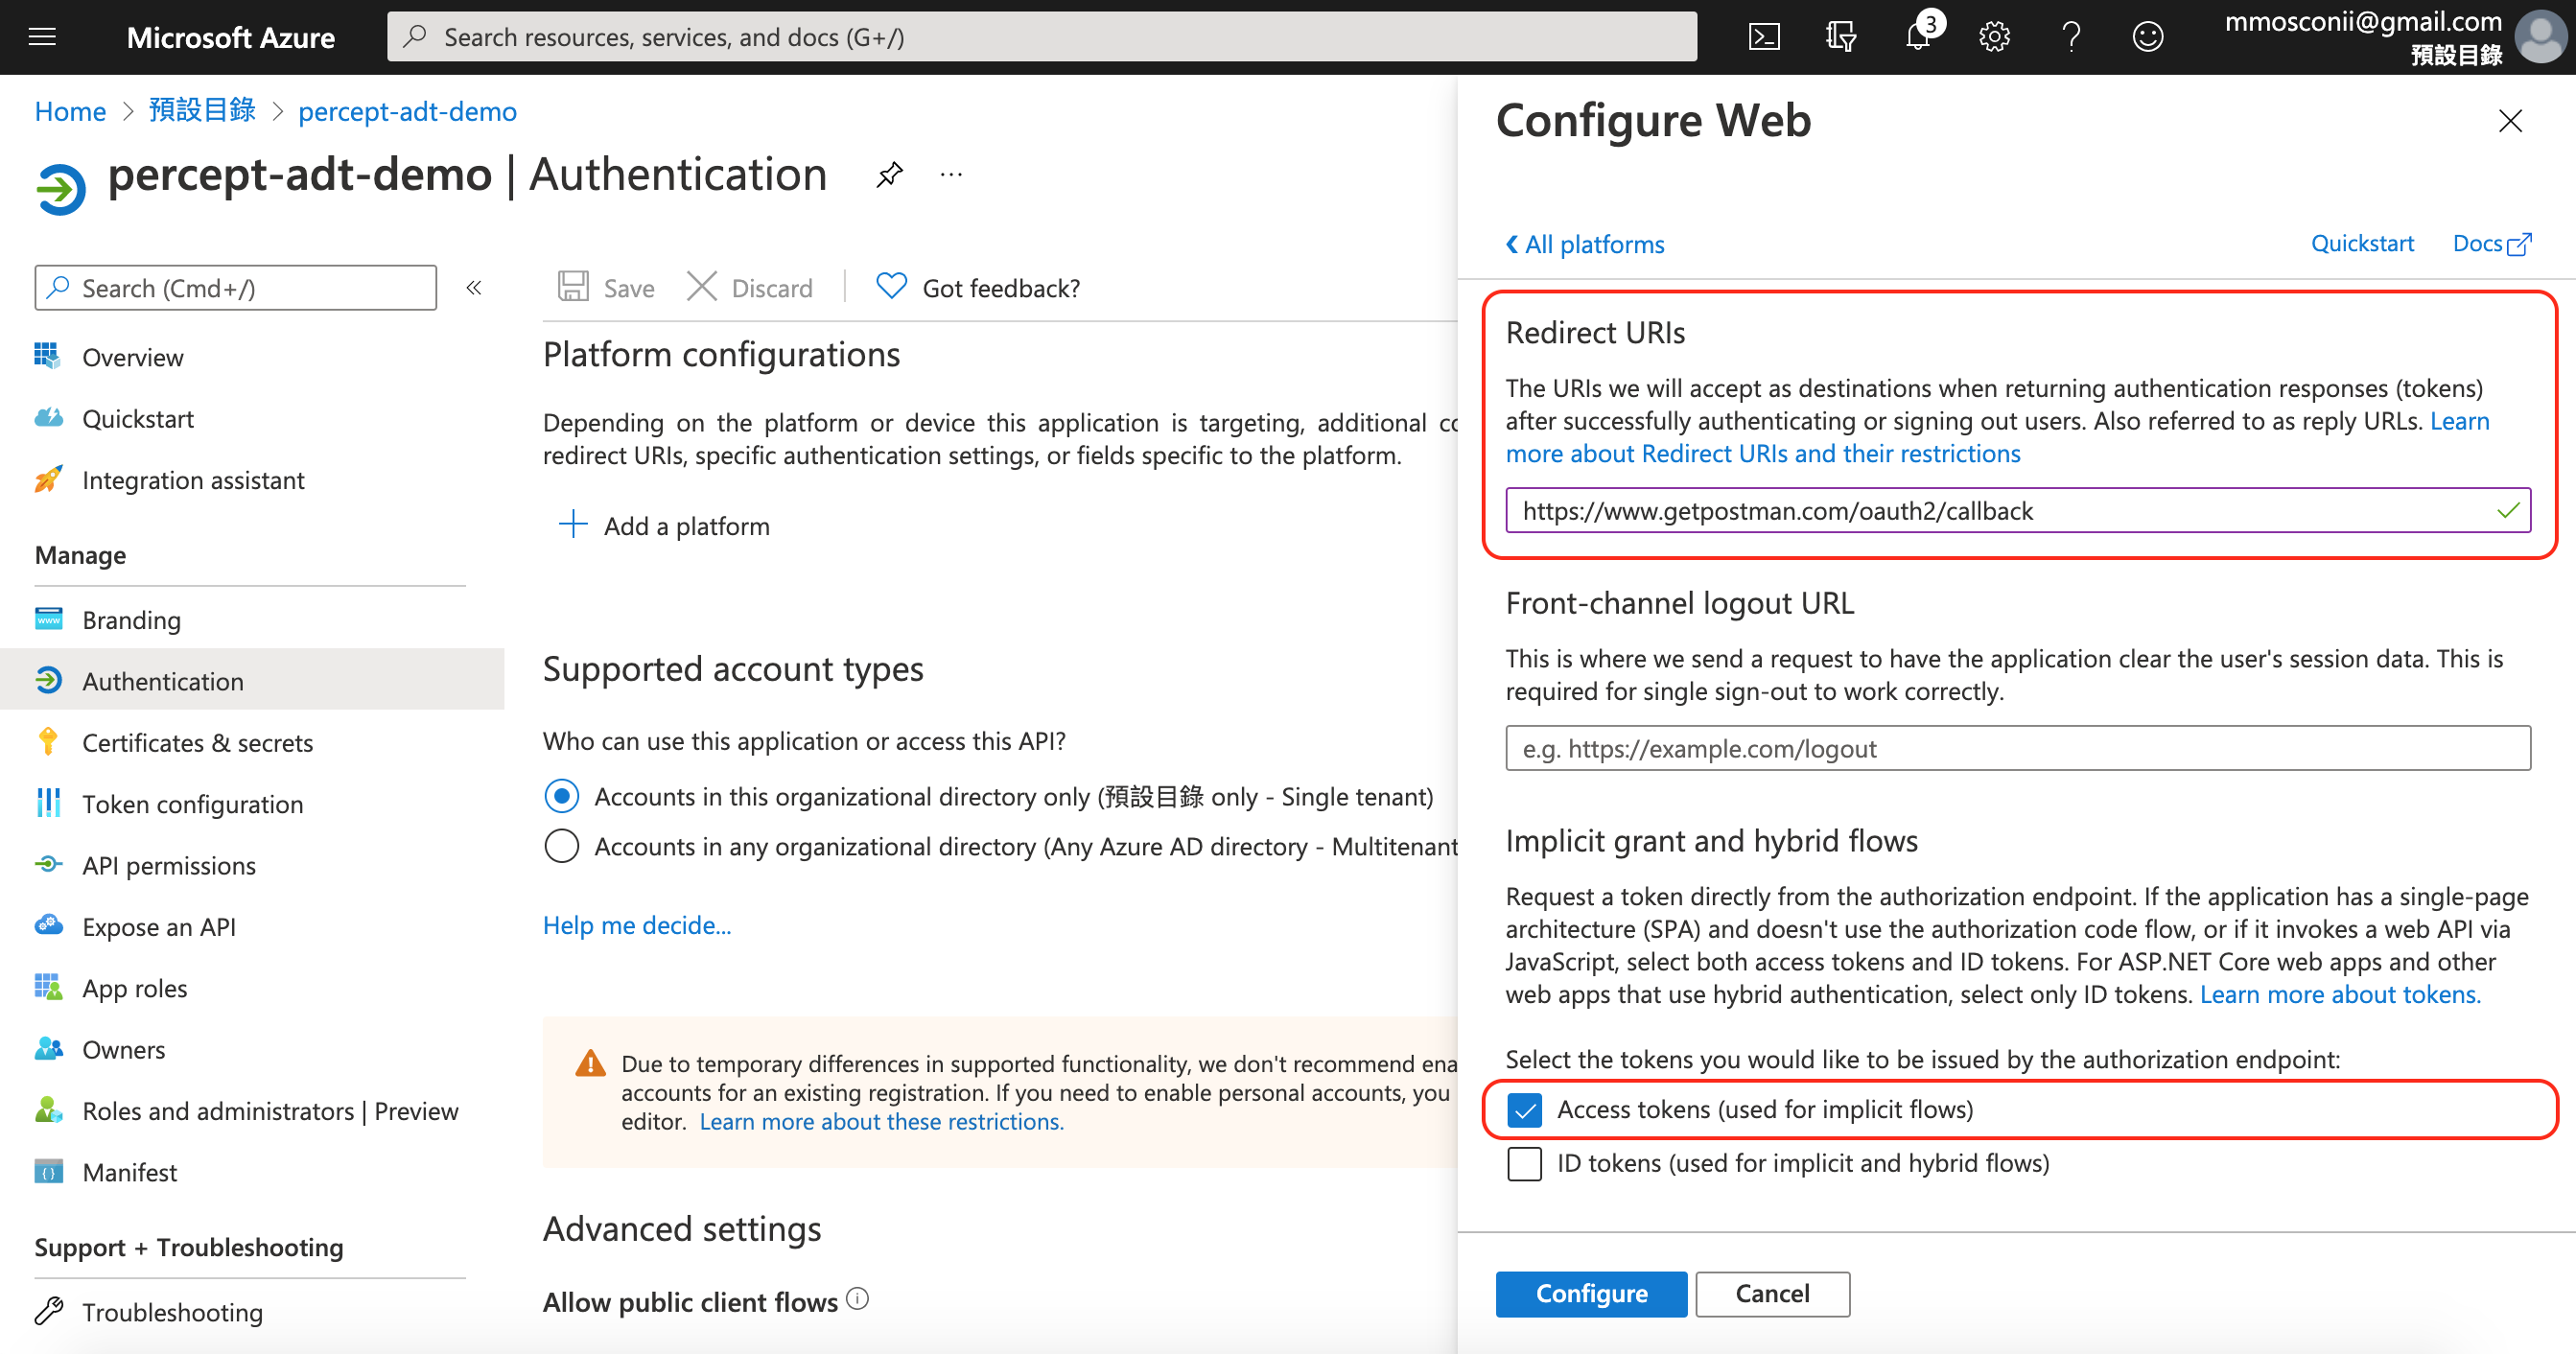 Microsoft Azure
Search resources, services, and docs (G+/)
3
mmosconii@gmail.com
預設目錄
Home > 預設目錄 > percept-adt-demo
percept-adt-demo | Authentication
...
Search (Cmd+/)
«
Overview
Quickstart
Integration assistant
Manage
Branding
Authentication
Certificates & secrets
Token configuration
API permissions
Expose an API
App roles
Owners
Roles and administrators | Preview
Manifest
Support + Troubleshooting
Troubleshooting
Save
Discard
Got feedback?
Platform configurations
Depending on the platform or device this application is targeting, additional co
redirect URIs, specific authentication settings, or fields specific to the platform.
Add a platform
Supported account types
Who can use this application or access this API?
Accounts in this organizational directory only (預設目錄 only - Single tenant)
Accounts in any organizational directory (Any Azure AD directory - Multitenant
Help me decide...
Due to temporary differences in supported functionality, we don't recommend ena
accounts for an existing registration. If you need to enable personal accounts, you
editor. Learn more about these restrictions.
Advanced settings
Allow public client flows
Configure Web
All platforms
Quickstart
Docs
Redirect URIs
The URIs we will accept as destinations when returning authentication responses (tokens)
after successfully authenticating or signing out users. Also referred to as reply URLs. Learn
more about Redirect URIs and their restrictions
https://www.getpostman.com/oauth2/callback
Front-channel logout URL
This is where we send a request to have the application clear the user's session data. This is
required for single sign-out to work correctly.
e.g. https://example.com/logout
Implicit grant and hybrid flows
Request a token directly from the authorization endpoint. If the application has a single-page
architecture (SPA) and doesn't use the authorization code flow, or if it invokes a web API via
JavaScript, select both access tokens and ID tokens. For ASP.NET Core web apps and other
web apps that use hybrid authentication, select only ID tokens. Learn more about tokens.
Select the tokens you would like to be issued by the authorization endpoint:
Access tokens (used for implicit flows)
ID tokens (used for implicit and hybrid flows)
Configure
Cancel